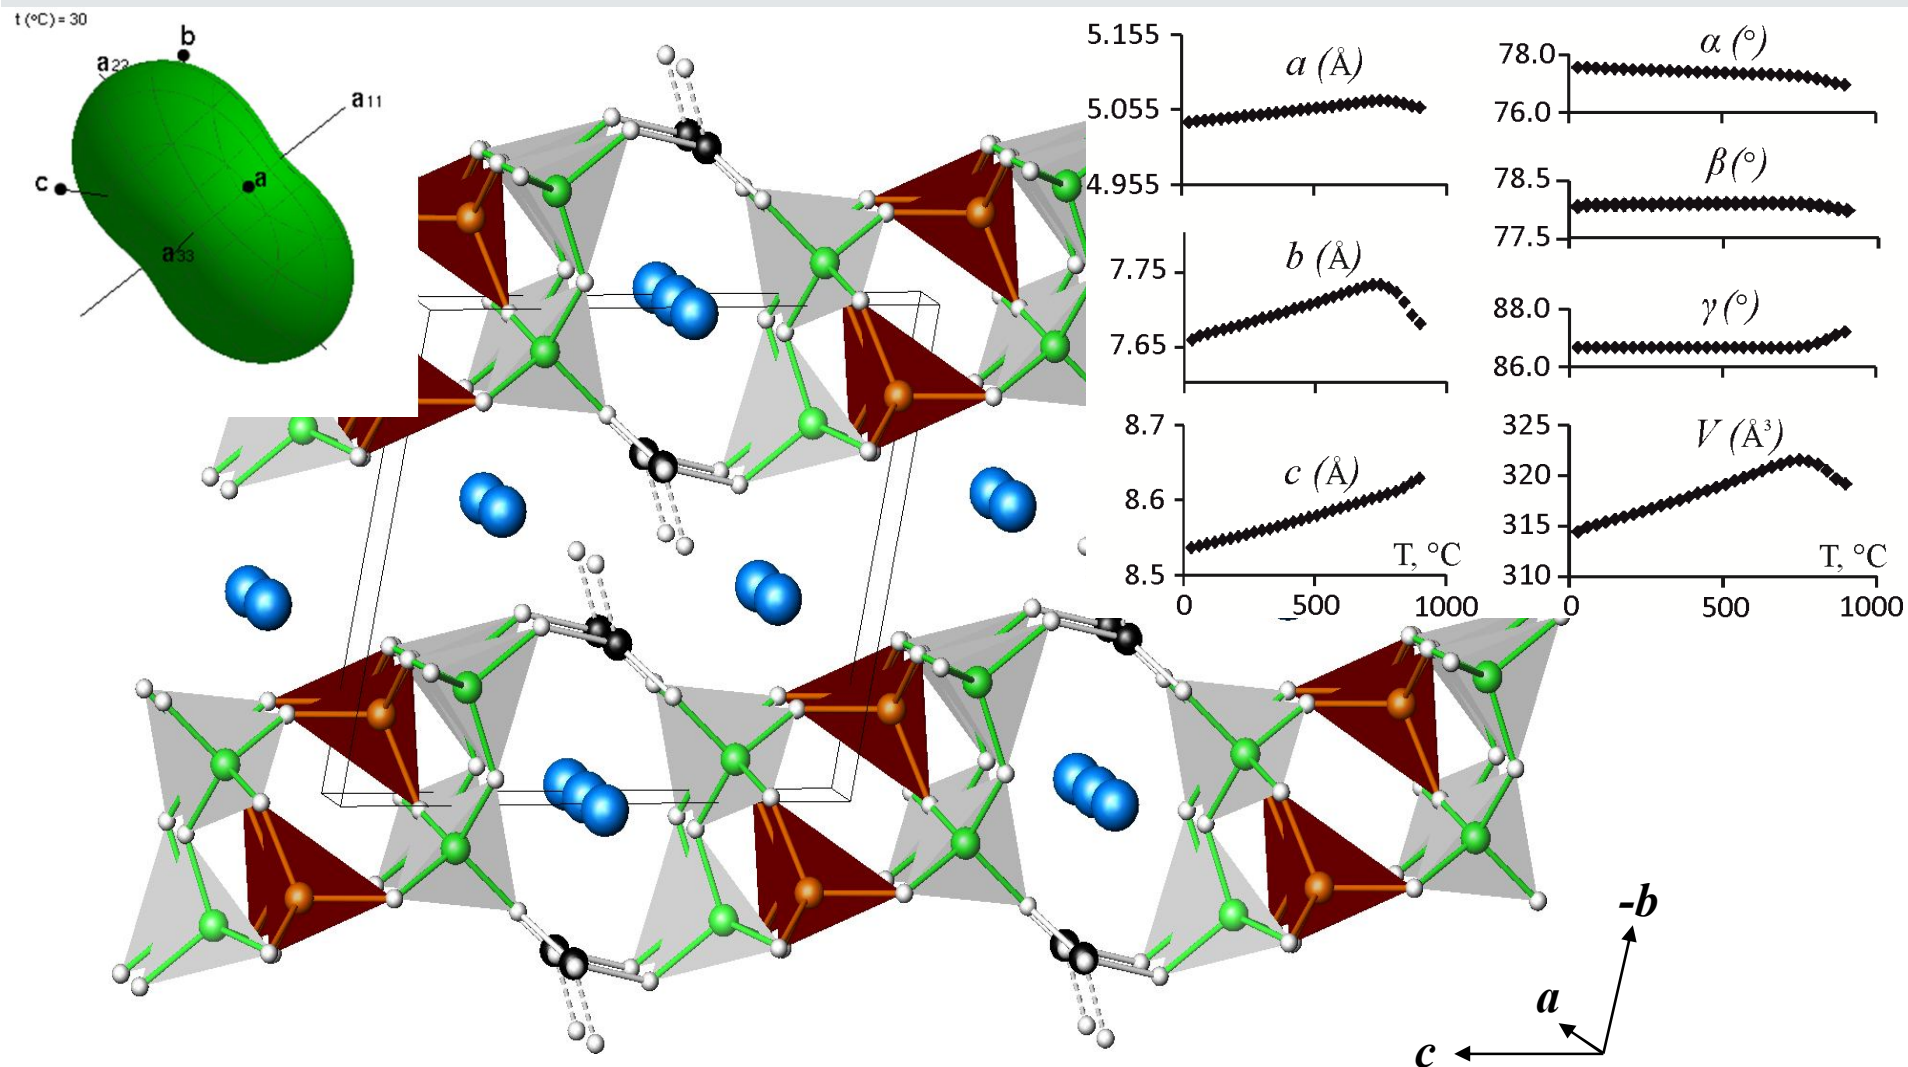 t (°C) = 30
b
a₂₂
a₁₁
c
a
a₃₃
a (Å)
5.155
5.055
4.955
b (Å)
7.75
7.65
c (Å)
8.7
8.6
8.5
T, °C
0 500 1000
α (°)
78.0
76.0
β (°)
78.5
77.5
γ (°)
88.0
86.0
V (Å³)
325
320
315
310
T, °C
0 500 1000
-b
a
c